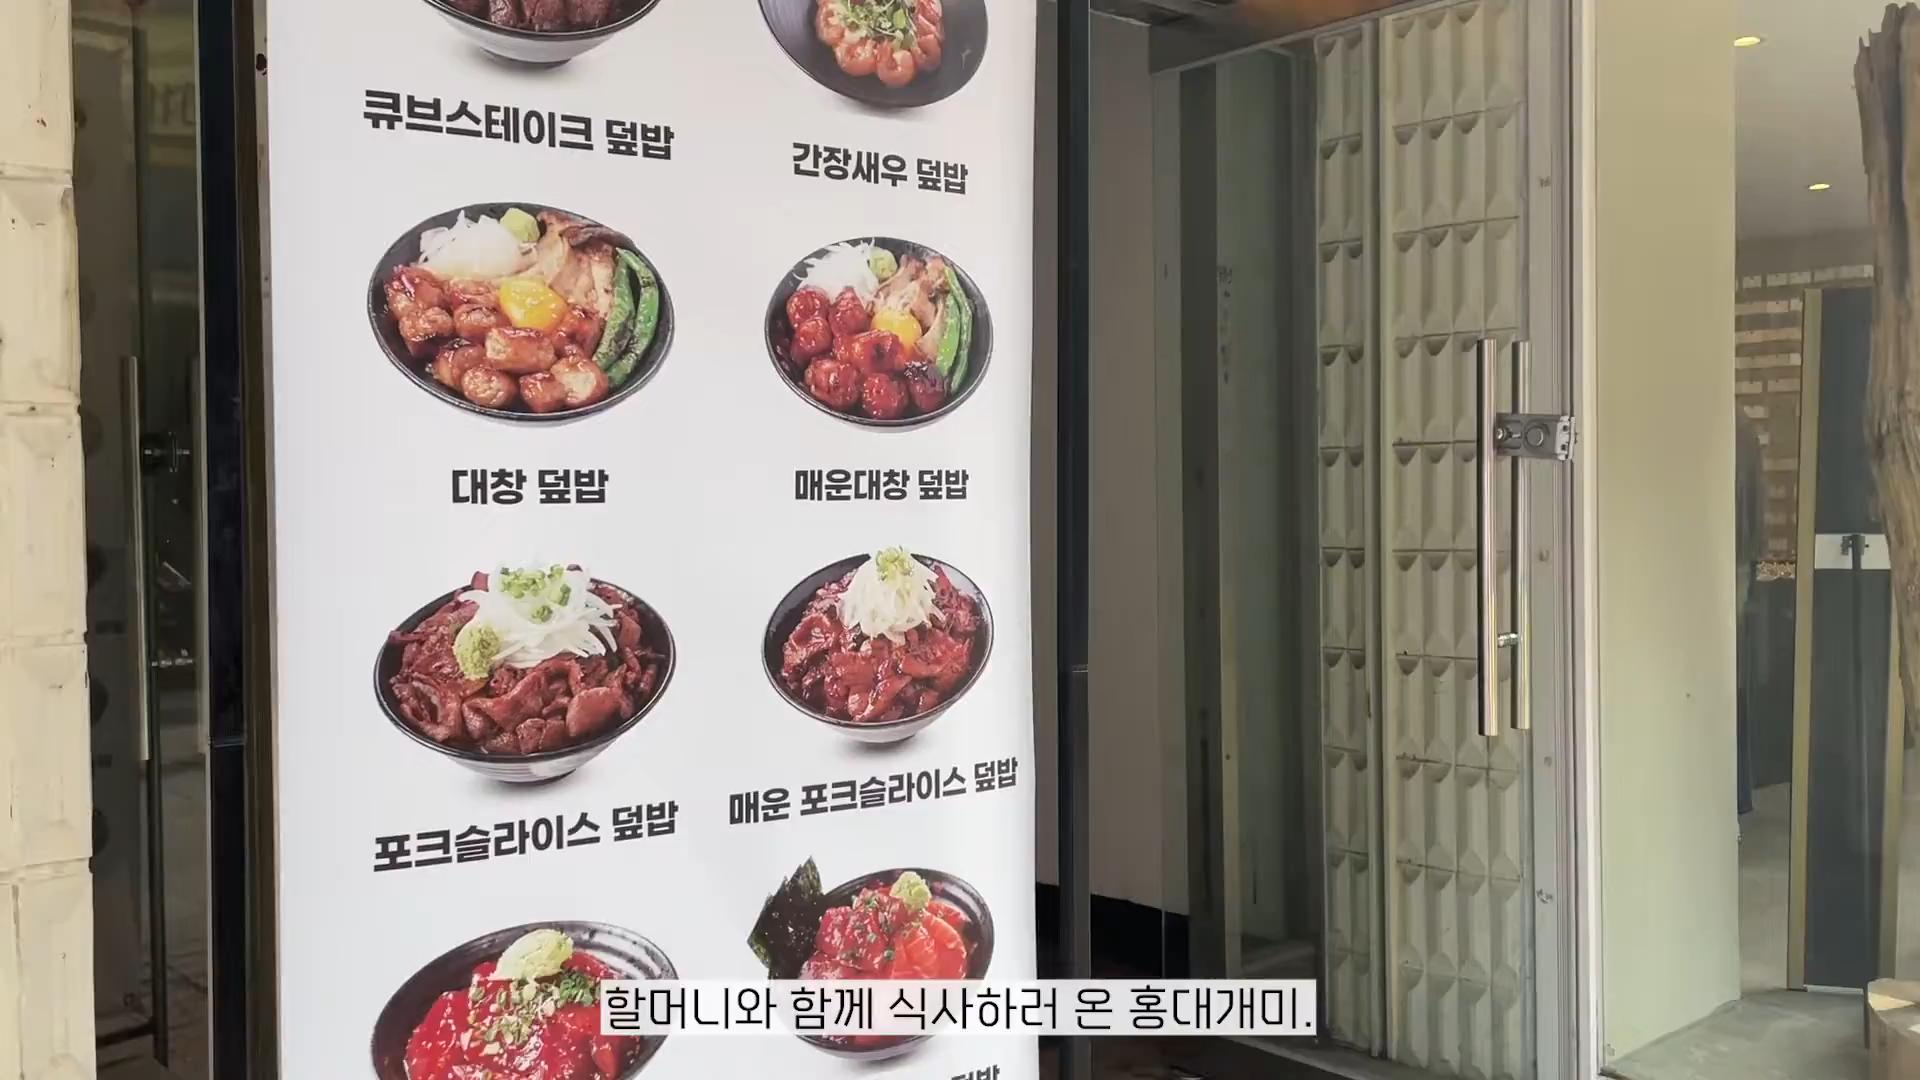 큐브스테이크 덮밥
간장새우 덮밥
대창 덮밥
매운대창 덮밥
포크슬라이스 덮밥
매운 포크슬라이스 덮밥
할머니와 함께 식사하러 온 홍대개미.
덮밥